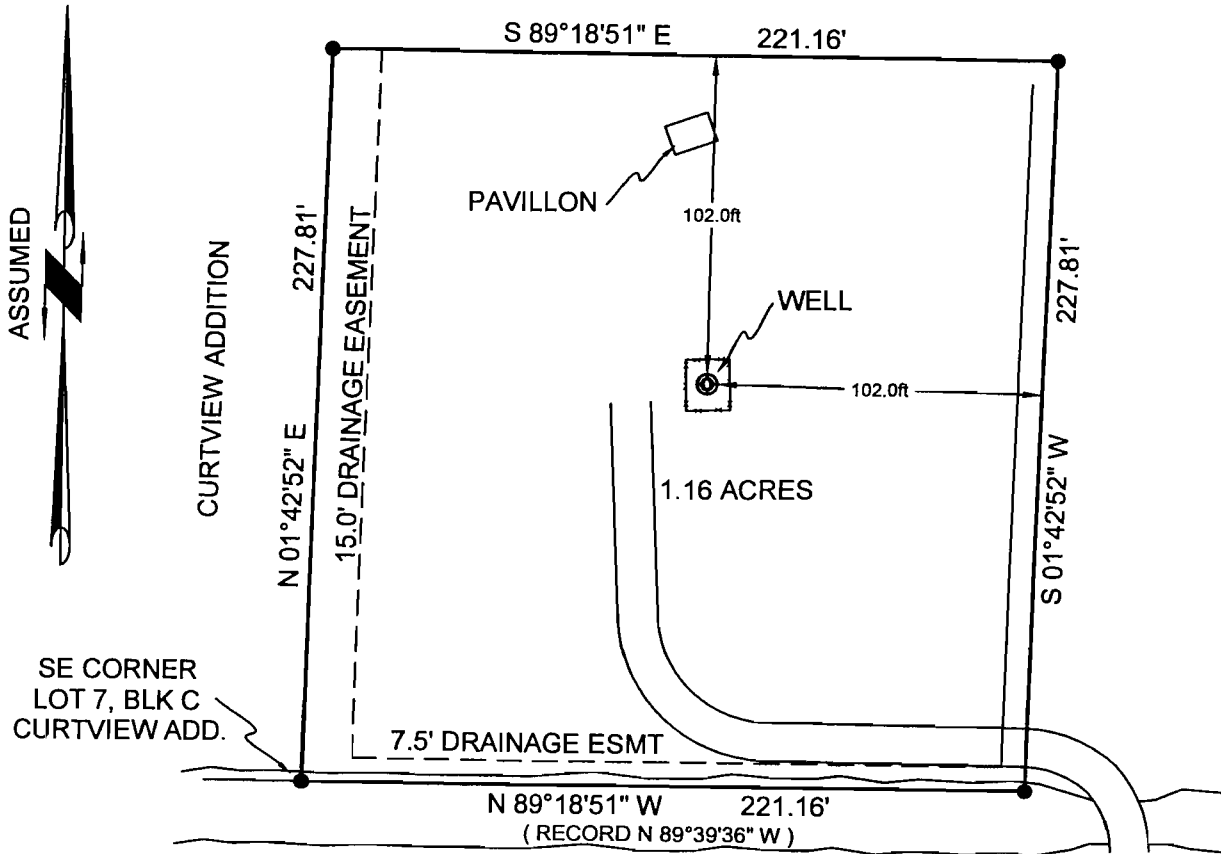 S 89°18'51" E 221.16'
PAVILLON
102.0ft
ASSUMED
CURTVIEW ADDITION
227.81'
N 01°42'52" E
15.0' DRAINAGE EASEMENT
WELL
102.0ft
227.81'
S 01°42'52" W
1.16 ACRES
SE CORNER
LOT 7, BLK C
CURTVIEW ADD.
7.5' DRAINAGE ESMT
N 89°18'51" W 221.16'
( RECORD N 89°39'36" W )